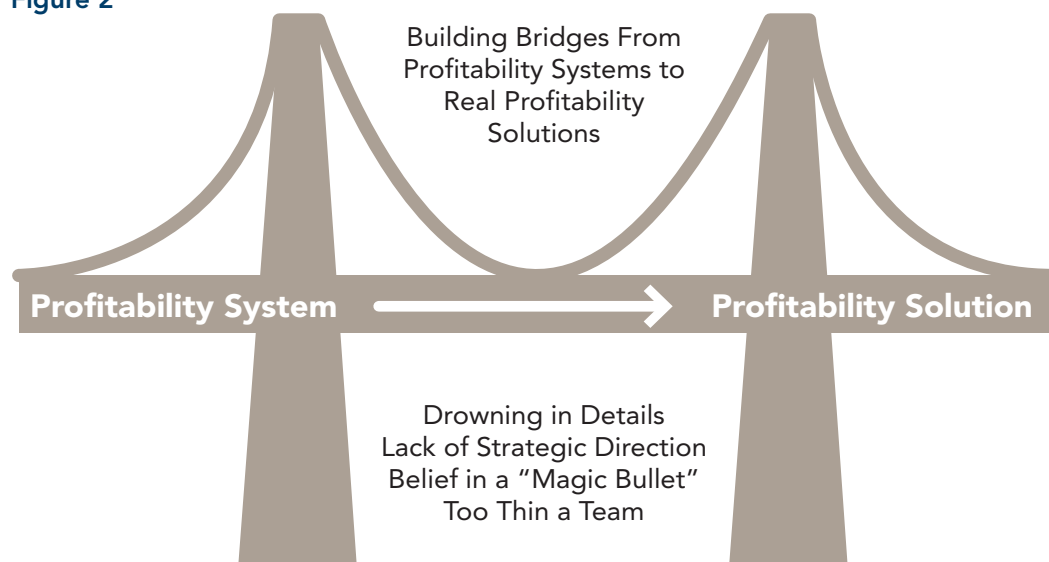 Figure 2
Building Bridges From
Profitability Systems to
Real Profitability
Solutions
Profitability System
Profitability Solution
Drowning in Details
Lack of Strategic Direction
Belief in a “Magic Bullet”
Too Thin a Team